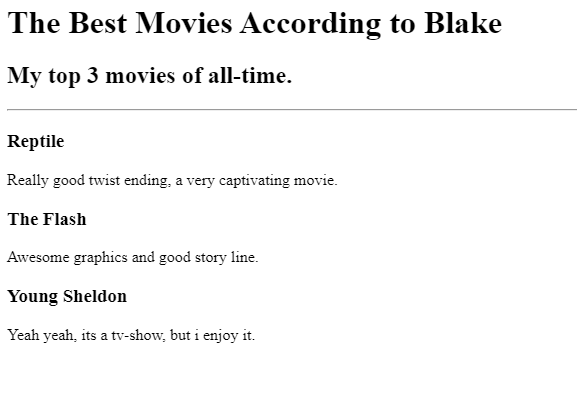 The Best Movies According to Blake
My top 3 movies of all-time.
Reptile
Really good twist ending, a very captivating movie.
The Flash
Awesome graphics and good story line.
Young Sheldon
Yeah yeah, its a tv-show, but i enjoy it.